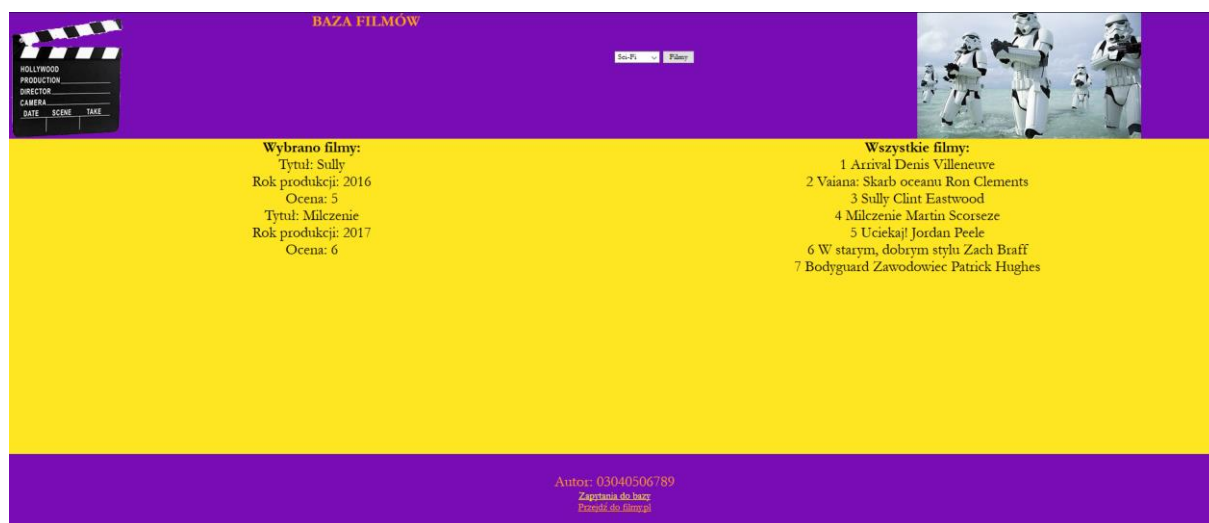 BAZA FILMÓW
Sci-Fi
Filmy
HOLLYWOOD
PRODUCTION
DIRECTOR
CAMERA
DATE SCENE TAKE
Wybrano filmy:
Tytuł: Sully
Rok produkcji: 2016
Ocena: 5
Tytuł: Milczenie
Rok produkcji: 2017
Ocena: 6
Wszystkie filmy:
1 Arrival Denis Villeneuve
2 Vaiana: Skarb oceanu Ron Clements
3 Sully Clint Eastwood
4 Milczenie Martin Scorseze
5 Uciekaj! Jordan Peele
6 W starym, dobrym stylu Zach Braff
7 Bodyguard Zawodowiec Patrick Hughes
Autor: 03040506789
Zapytania do bazy
Przejdź do filmy.pl